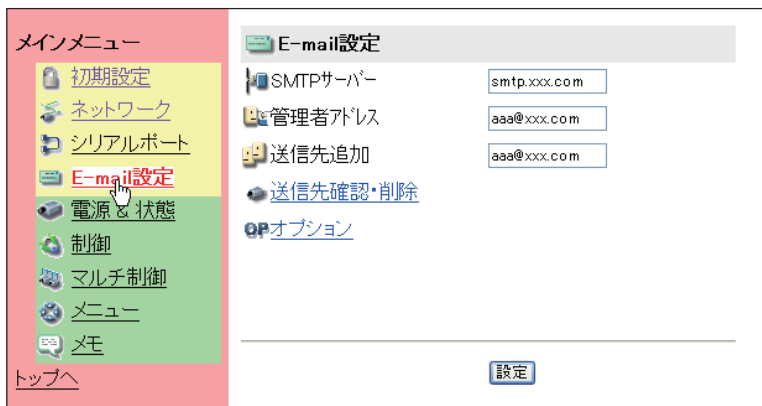 メインメニュー
初期設定
ネットワーク
シリアルポート
E-mail設定
電源 & 状態
制御
マルチ制御
メニュー
メモ
トップへ
E-mail設定
SMTPサーバー smtp.xxx.com
管理者アドレス aaa@xxx.com
送信先追加 aaa@xxx.com
送信先確認・削除
OPオプション
設定